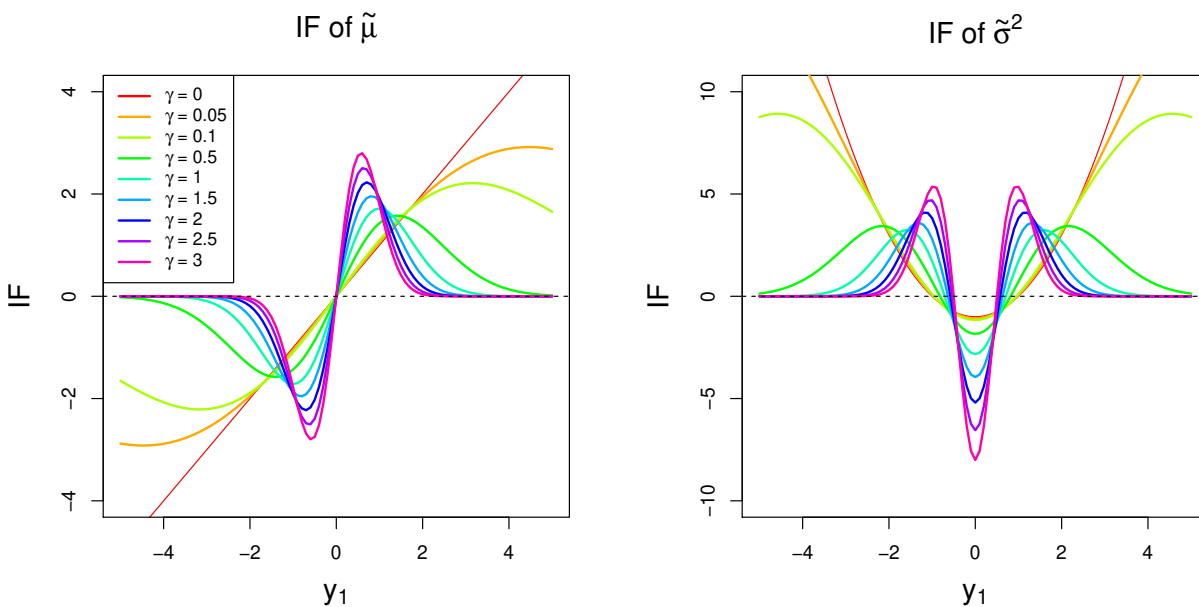 IF of μ̃
IF
4
2
0
−2
−4
γ = 0
γ = 0.05
γ = 0.1
γ = 0.5
γ = 1
γ = 1.5
γ = 2
γ = 2.5
γ = 3
−4 −2 0 2 4
y₁
IF of σ̃²
IF
10
5
0
−5
−10
−4 −2 0 2 4
y₁